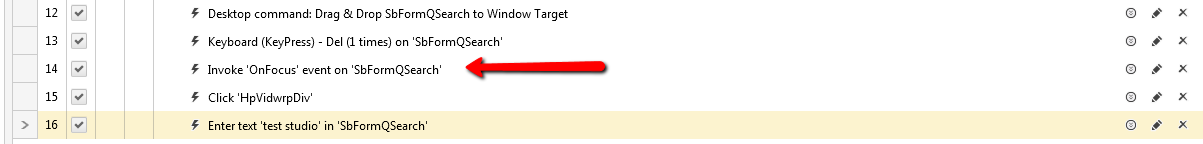 12 Desktop command: Drag & Drop SbFormQSearch to Window Target
13 Keyboard (KeyPress) - Del (1 times) on 'SbFormQSearch'
14 Invoke 'OnFocus' event on 'SbFormQSearch'
15 Click 'HpVidwrpDiv'
16 Enter text 'test studio' in 'SbFormQSearch'